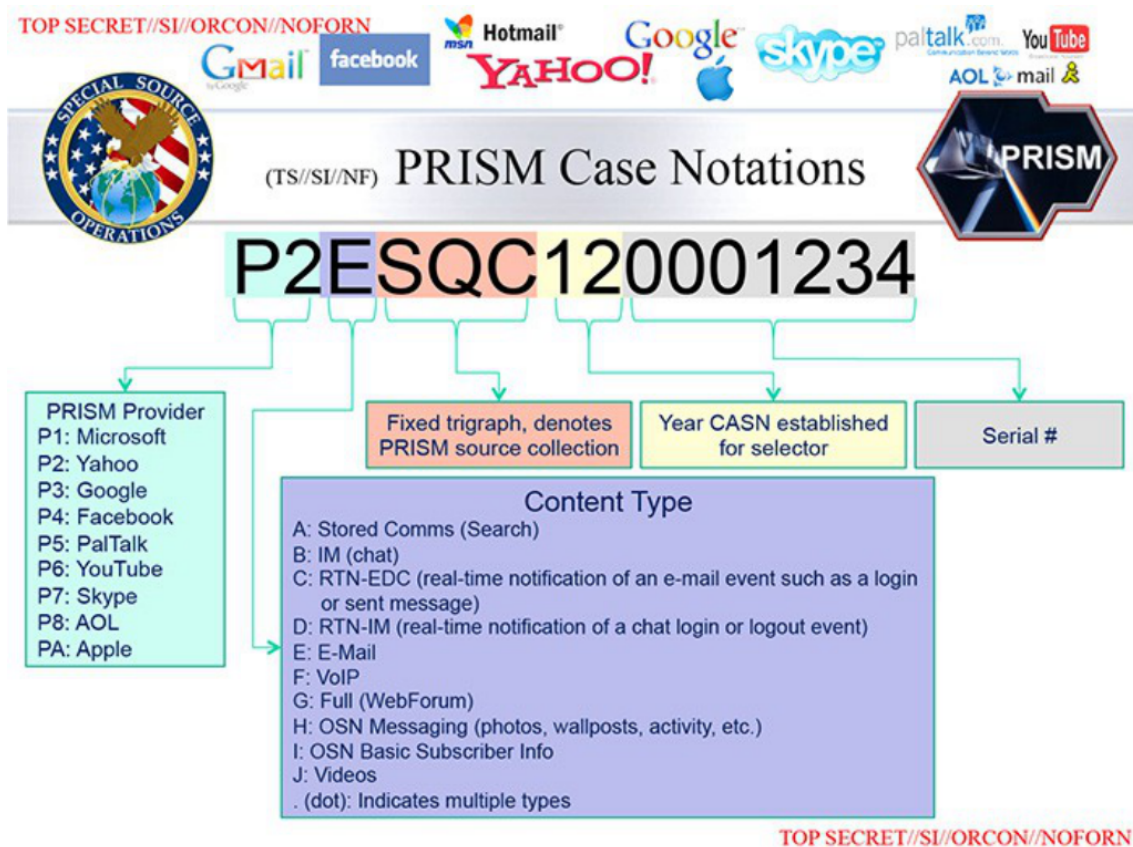 TOP SECRET//SI//ORCON//NOFORN
GMail
by Google
facebook
msn Hotmail®
YAHOO!
Google
skype
paltalk.com
You Tube
AOL mail
SPECIAL SOURCE
OPERATIONS
(TS//SI//NF) PRISM Case Notations
PRISM
P2ESQC120001234
PRISM Provider
P1: Microsoft
P2: Yahoo
P3: Google
P4: Facebook
P5: PalTalk
P6: YouTube
P7: Skype
P8: AOL
PA: Apple
Fixed trigraph, denotes
PRISM source collection
Year CASN established
for selector
Serial #
Content Type
A: Stored Comms (Search)
B: IM (chat)
C: RTN-EDC (real-time notification of an e-mail event such as a login
or sent message)
D: RTN-IM (real-time notification of a chat login or logout event)
E: E-Mail
F: VoIP
G: Full (WebForum)
H: OSN Messaging (photos, wallposts, activity, etc.)
I: OSN Basic Subscriber Info
J: Videos
. (dot): Indicates multiple types
TOP SECRET//SI//ORCON//NOFORN